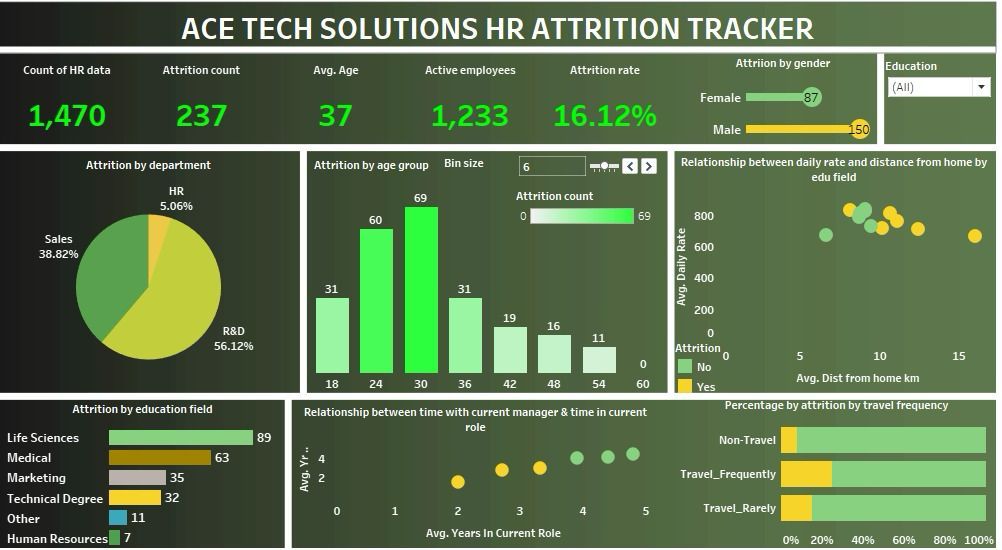 ACE TECH SOLUTIONS HR ATTRITION TRACKER
Count of HR data
1,470
Attrition count
237
Avg. Age
37
Active employees
1,233
Attrition rate
16.12%
Attriion by gender
Female
87
Male
150
Education
(All)
Attrition by department
HR
5.06%
Sales
38.82%
R&D
56.12%
Attrition by age group
Bin size
6
Attrition count
0
69
31
60
69
31
19
16
11
0
18
24
30
36
42
48
54
60
Relationship between daily rate and distance from home by
edu field
Avg. Daily Rate
800
600
400
200
0
0
5
10
15
Avg. Dist from home km
Attrition
No
Yes
Attrition by education field
Life Sciences
89
Medical
63
Marketing
35
Technical Degree
32
Other
11
Human Resources
7
Relationship between time with current manager & time in current
role
Avg. Yr ..
4
2
0
1
2
3
4
5
Avg. Years In Current Role
Percentage by attrition by travel frequency
Non-Travel
Travel_Frequently
Travel_Rarely
0%
20%
40%
60%
80%
100%